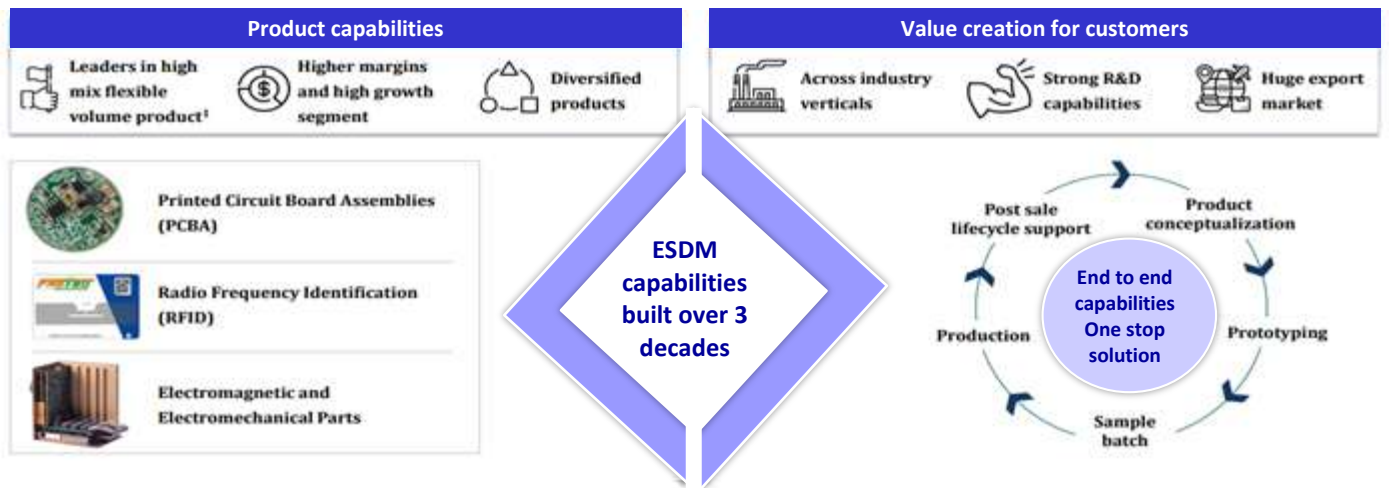 Product capabilities
Value creation for customers
Leaders in high
mix flexible
volume product¹
Higher margins
and high growth
segment
Diversified
products
Across industry
verticals
Strong R&D
capabilities
Huge export
market
Printed Circuit Board Assemblies
(PCBA)
Radio Frequency Identification
(RFID)
Electromagnetic and
Electromechanical Parts
ESDM
capabilities
built over 3
decades
Post sale
lifecycle support
Product
conceptualization
Prototyping
Sample
batch
Production
End to end
capabilities
One stop
solution